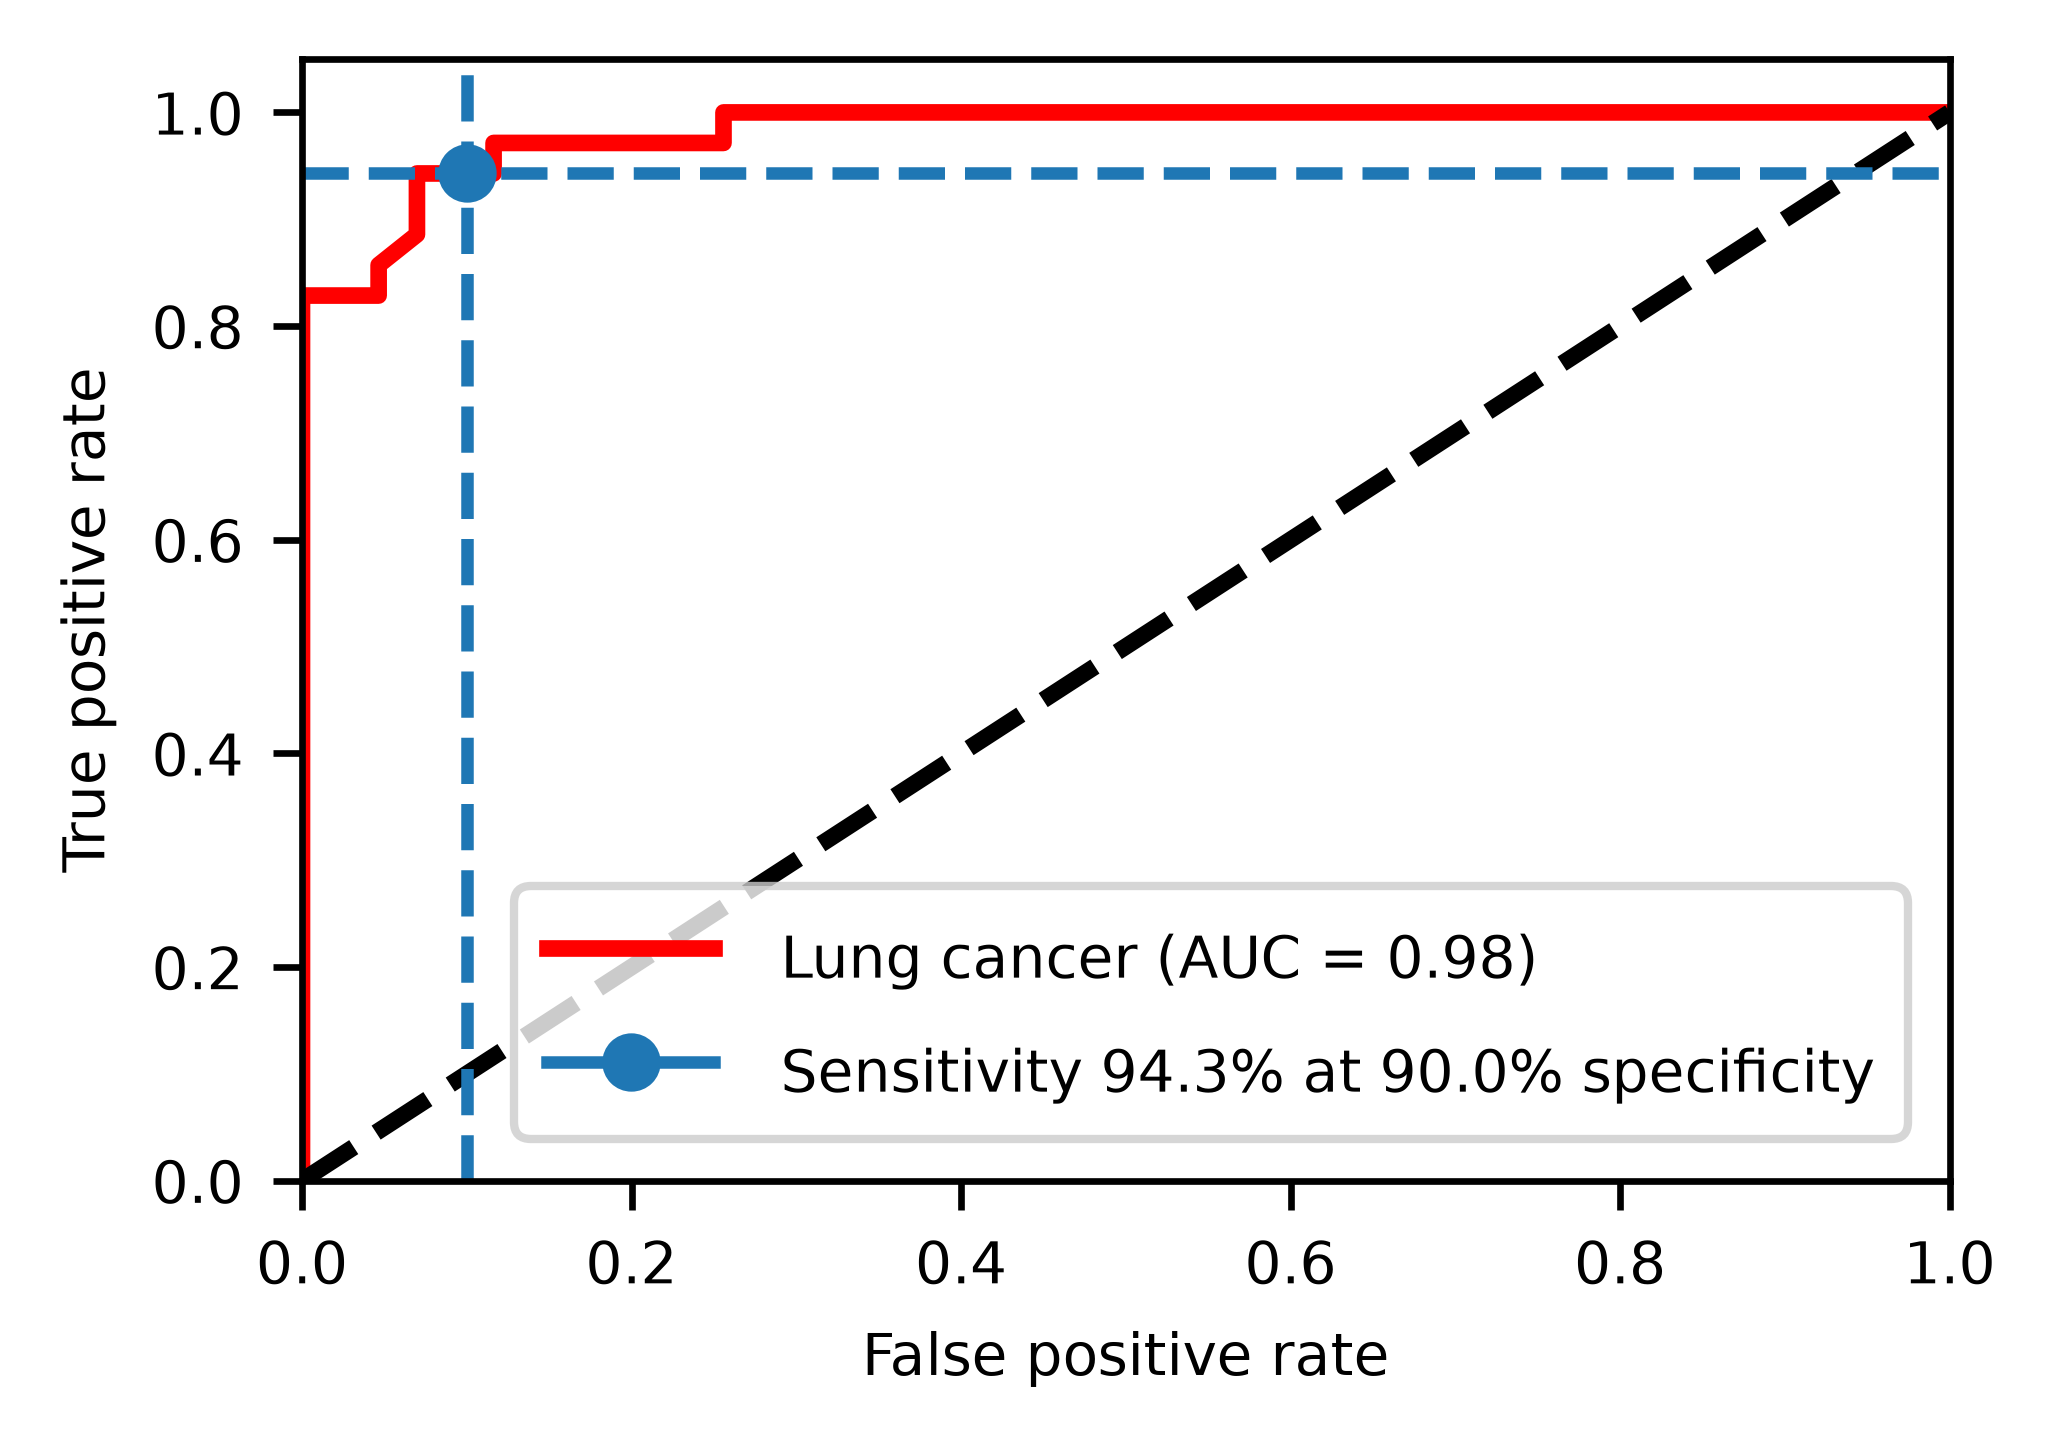 1.0
0.8
0.6
0.4
0.2
0.0
True positive rate
Lung cancer (AUC = 0.98)
Sensitivity 94.3% at 90.0% specificity
0.0 0.2 0.4 0.6 0.8 1.0
False positive rate